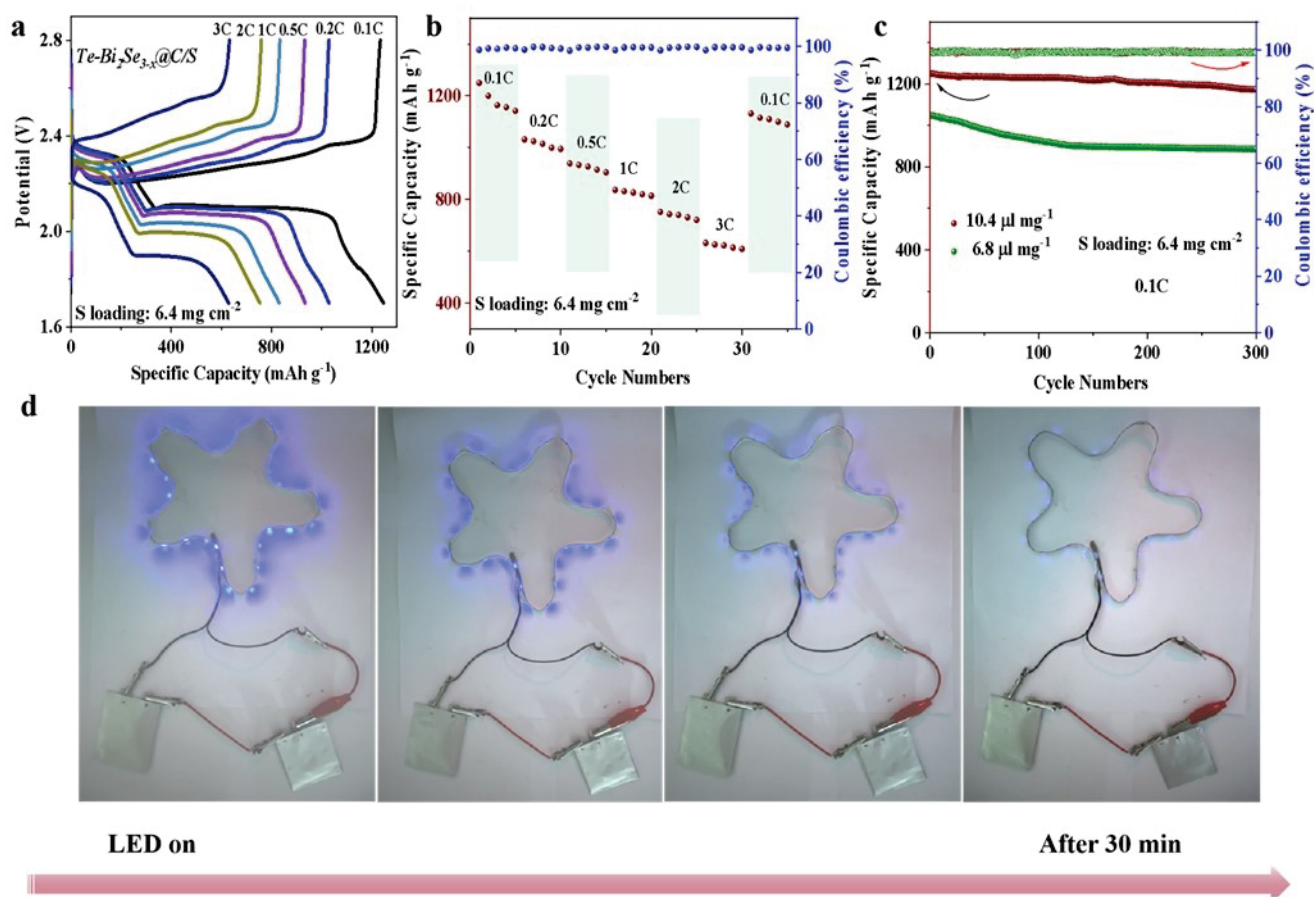 a
3C 2C 1C 0.5C 0.2C 0.1C
Te-Bi2Se3-x@C/S
2.8
2.4
2.0
1.6
Potential (V)
S loading: 6.4 mg cm-2
0 400 800 1200
Specific Capacity (mAh g-1)
b
0.1C
0.2C
0.5C
1C
2C
3C
0.1C
1200
1000
800
600
400
Specific Capcacity (mAh g-1)
S loading: 6.4 mg cm-2
0 10 20 30
Cycle Numbers
100
80
60
40
20
0
Coulombic efficiency (%)
c
1200
900
600
400
0
Specific Capacity (mAh g-1)
10.4 µl mg-1
6.8 µl mg-1
S loading: 6.4 mg cm-2
0.1C
0 100 200 300
Cycle Numbers
100
80
60
40
20
0
Coulombic efficiency (%)
d
LED on
After 30 min